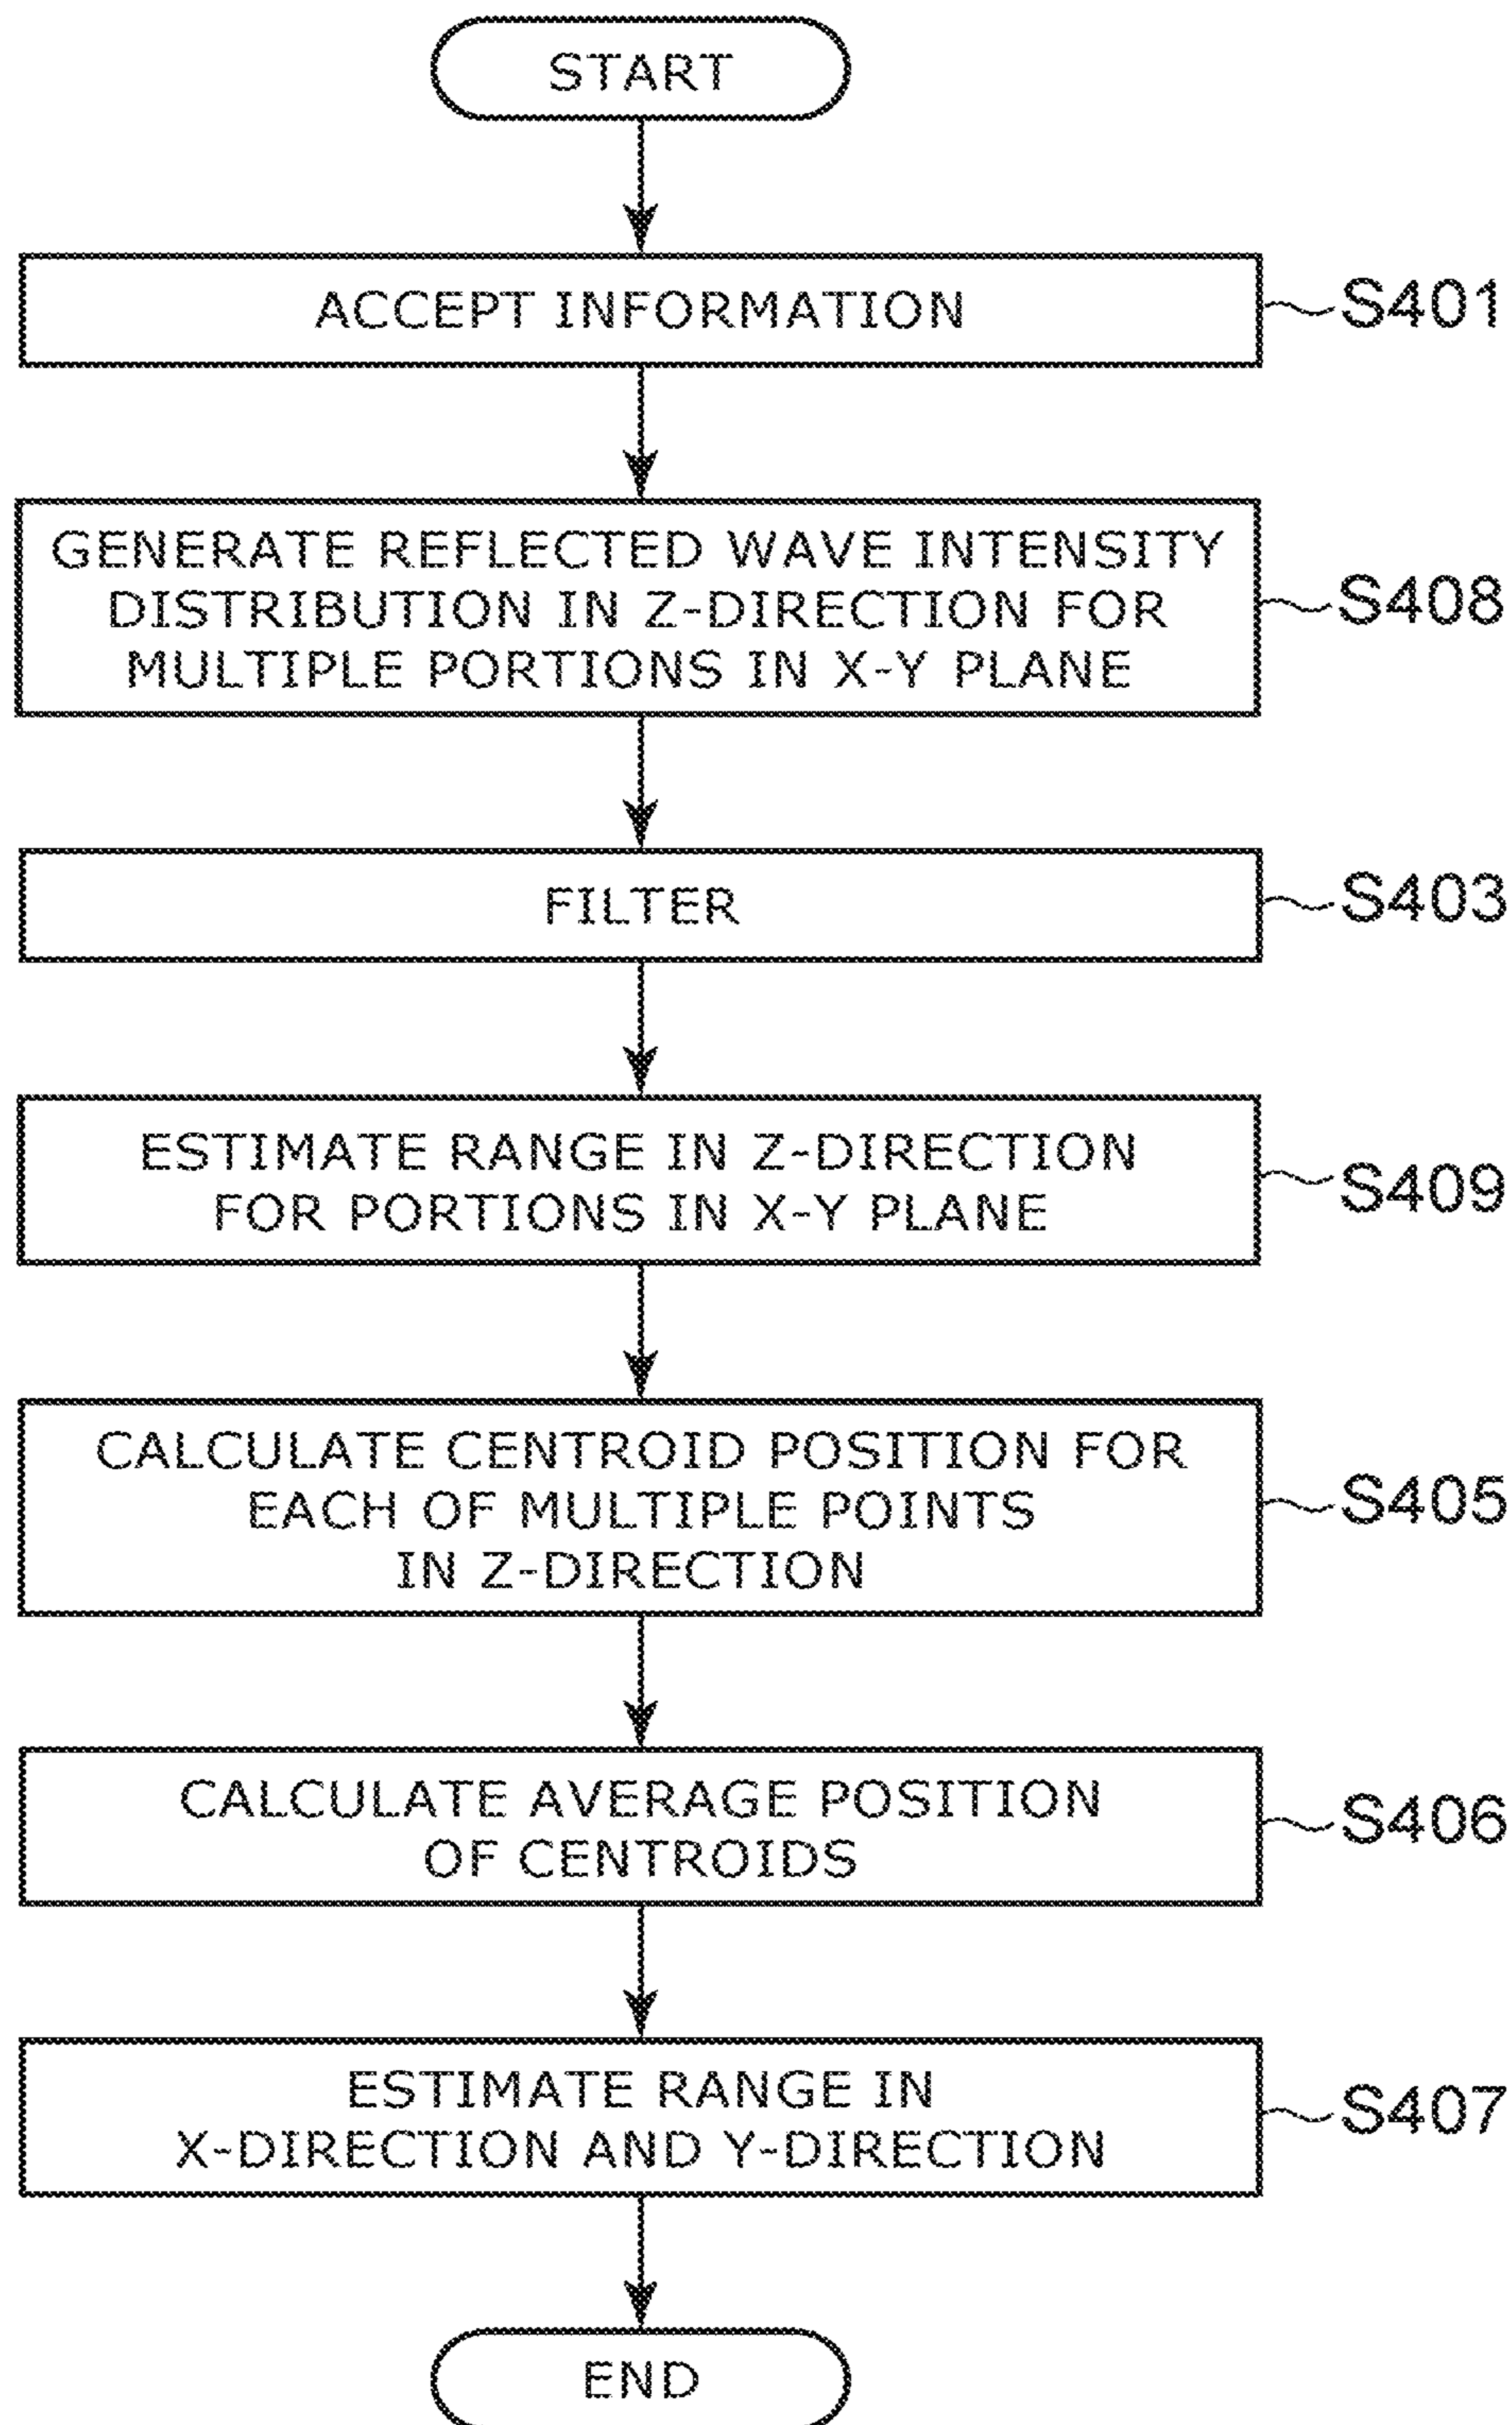 START
ACCEPT INFORMATION
S401
GENERATE REFLECTED WAVE INTENSITY
DISTRIBUTION IN Z-DIRECTION FOR
MULTIPLE PORTIONS IN X-Y PLANE
S408
FILTER
S403
ESTIMATE RANGE IN Z-DIRECTION
FOR PORTIONS IN X-Y PLANE
S409
CALCULATE CENTROID POSITION FOR
EACH OF MULTIPLE POINTS
IN Z-DIRECTION
S405
CALCULATE AVERAGE POSITION
OF CENTROIDS
S406
ESTIMATE RANGE IN
X-DIRECTION AND Y-DIRECTION
S407
END